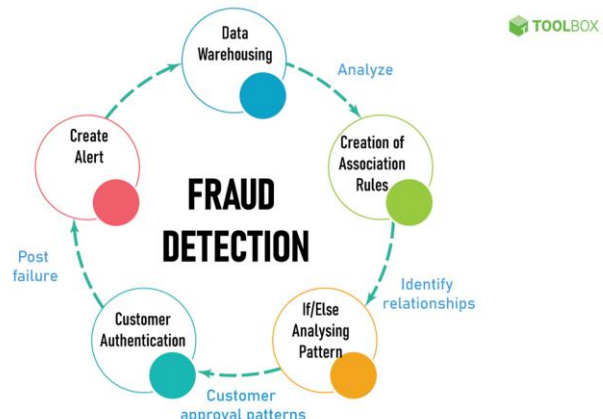 TOOLBOX
Data
Warehousing
Analyze
Create
Alert
Creation of
Association
Rules
FRAUD
DETECTION
Post
failure
Identify
relationships
If/Else
Analysing
Pattern
Customer
Authentication
Customer
approval patterns